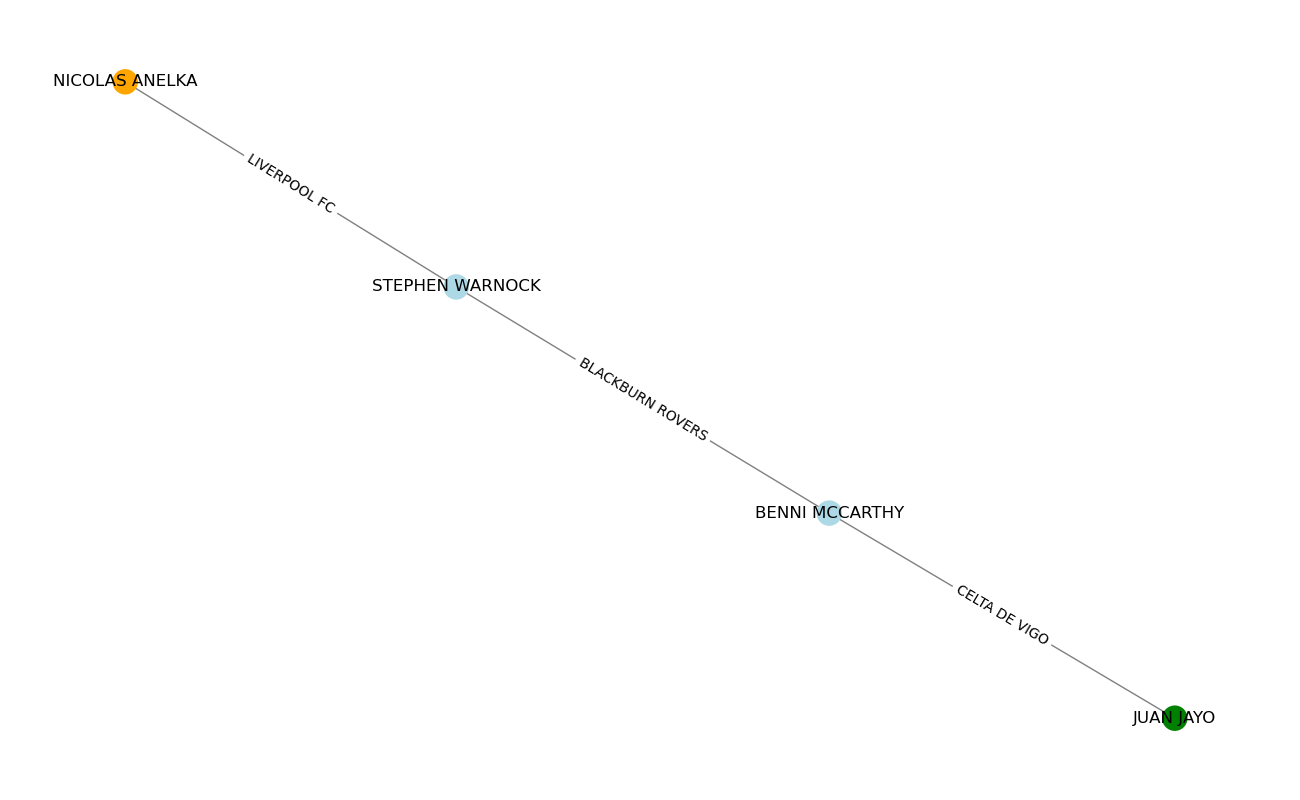 NICOLAS ANELKA
LIVERPOOL FC
STEPHEN WARNOCK
BLACKBURN ROVERS
BENNI MCCARTHY
CELTA DE VIGO
JUAN JAYO